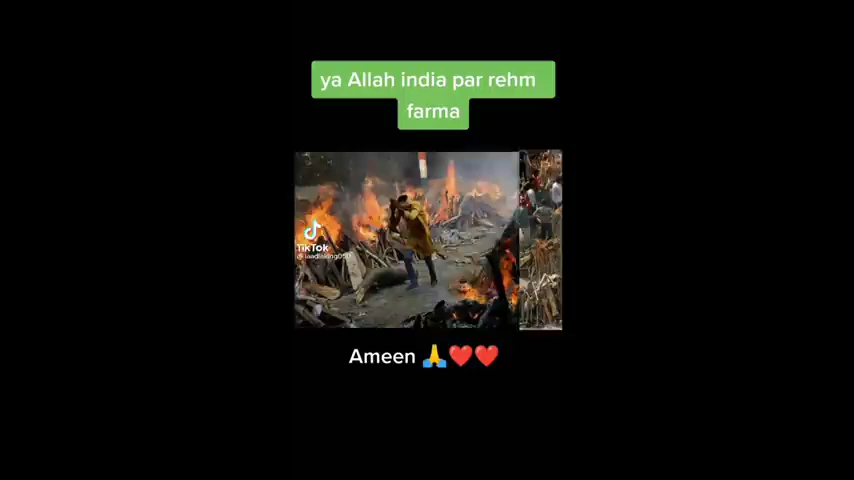 ya Allah india par rehm
farma
TikTok
Ameen 🙏❤️❤️